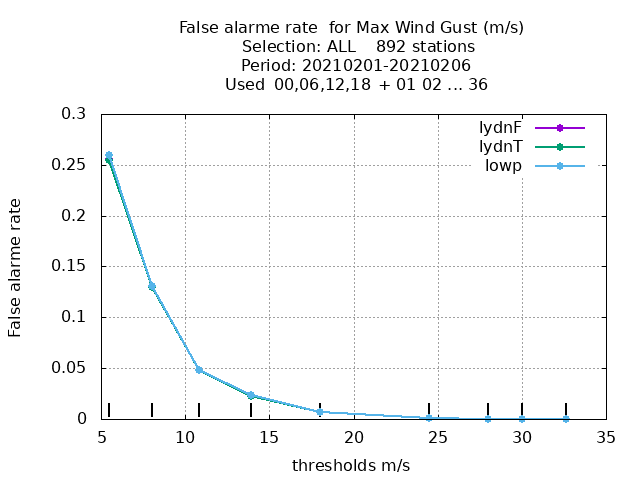 False alarme rate  for Max Wind Gust (m/s)
Selection: ALL    892 stations
Period: 20210201-20210206
Used  00,06,12,18  + 01 02 ... 36
lydnF
lydnT
lowp
False alarme rate
0.3
0.25
0.2
0.15
0.1
0.05
0
5 10 15 20 25 30 35
thresholds m/s